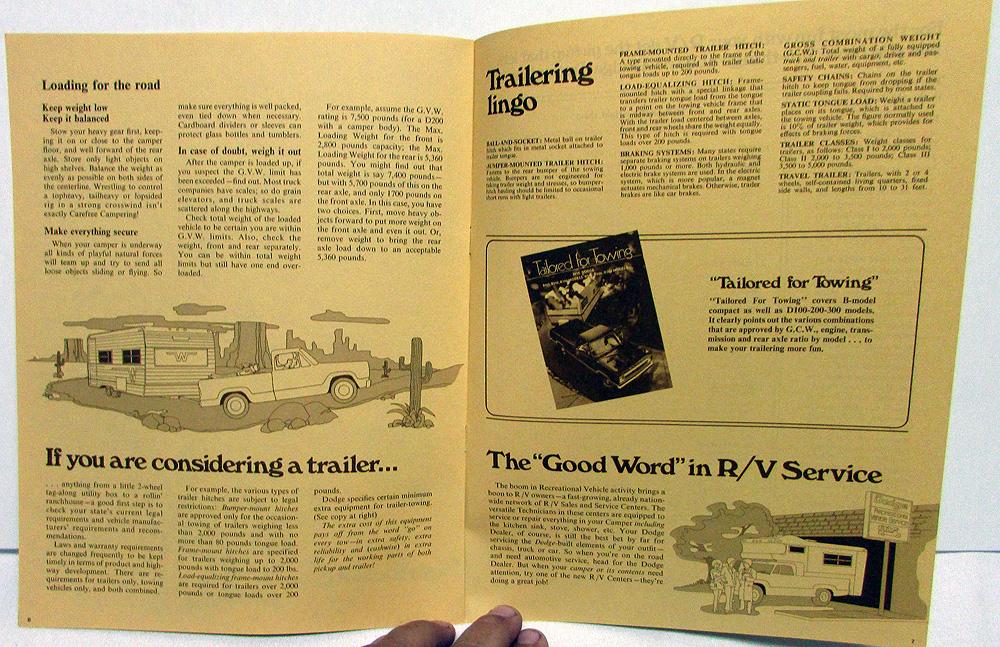 Loading for the road
Keep weight low
Keep it balanced
Stow your heavy gear first, keep-
ing it on or close to the camper
floor, and well forward of the rear
axle. Store only light objects on
high shelves. Balance the weight as
evenly as possible on both sides of
the centerline. Wrestling to control
a topheavy, tailheavy or lopsided
rig in a strong crosswind isn't
exactly Carefree Camping!
Make everything secure
When your camper is underway
all kinds of playful natural forces
will team up and try to send all
loose objects sliding or flying. So
make sure everything is well packed,
even tied down when necessary.
Cardboard dividers or sleeves can
protect glass bottles and tumblers.
In case of doubt, weigh it out
After the camper is loaded up, if
you suspect the G.V.W. limit has
been exceeded—find out. Most truck
companies have scales; so do grain
elevators, and truck scales are
scattered along the highways.
Check total weight of the loaded
vehicle to be certain you are within
G.V.W. limits. Also, check the
weight, front and rear separately.
You can be within total weight
limits but still have one end over-
loaded.
For example, assume the G.V.W.
rating is 7,500 pounds (for a D200
with a camper body). The Max.
Loading Weight for the front is
2,800 pounds capacity; the Max.
Loading Weight for the rear is 5,360
pounds. You might find out that
total weight is say 7,400 pounds—
but with 5,700 pounds of this on the
rear axle, and only 1700 pounds on
the front axle. In this case, you have
two choices. First, move heavy ob-
jects forward to put more weight on
the front axle and even it out. Or,
remove weight to bring the rear
axle load down to an acceptable
5,360 pounds.
W
If you are considering a trailer...
. . . anything from a little 2-wheel
tag-along utility box to a rollin'
ranchhouse—a good first step is to
check your state's current legal
requirements and vehicle manufac-
turers' requirements and recom-
mendations.
Laws and warranty requirements
are changed frequently to be kept
timely in terms of product and high-
way development. There are re-
quirements for trailers only, towing
vehicles only, and both combined.
For example, the various types of
trailer hitches are subject to legal
restrictions: Bumper-mount hitches
are approved only for the occasion-
al towing of trailers weighing less
than 2,000 pounds and with no
more than 80 pounds tongue load.
Frame-mount hitches are specified
for trailers weighing up to 2,000
pounds with tongue load to 200 lbs.
Load-equalizing frame-mount hitches
are required for trailers over 2,000
pounds or tongue loads over 200
pounds.
Dodge specifies certain minimum
extra equipment for trailer-towing.
(See copy at right)
The extra cost of this equipment
pays off from the word "go" on
every tow—in extra safety, extra
reliability and (ashwhit!) in extra
life for the working parts of both
pickup and trailer!
8
Trailering
lingo
BALL-AND-SOCKET: Metal ball on trailer
hitch which fits in metal socket attached to
trailer tongue.
BUMPER-MOUNTED TRAILER HITCH:
Fastens to the rear bumper of the towing
vehicle. Bumpers are not engineered for
taking trailer weight and stresses, so bumper-
hitch hauling should be limited to occasional
short runs with light trailers.
FRAME-MOUNTED TRAILER HITCH:
A type mounted directly to the frame of the
towing vehicle, required with trailer static
tongue loads up to 200 pounds.
LOAD-EQUALIZING HITCH: Frame-
mounted hitch with a special linkage that
transfers trailer tongue load from the tongue
to a point on the towing vehicle frame that
is midway between front and rear axles.
With the trailer load centered between axles,
front and rear wheels share the weight equally.
This type of hitch is required with tongue
loads over 200 pounds.
BRAKING SYSTEMS: Many states require
separate braking systems on trailers weighing
1,000 pounds or more. Both hydraulic and
electric brake systems are used. In the electric
system, which is more popular, a magnet
actuates mechanical brakes. Otherwise, trailer
brakes are like car brakes.
GROSS COMBINATION WEIGHT
(G.C.W.): Total weight of a fully equipped
truck and trailer with cargo, driver and pas-
sengers, fuel, water, equipment, etc.
SAFETY CHAINS: Chains on the trailer
hitch to keep tongue from dropping if the
trailer coupling fails. Required by most states.
STATIC TONGUE LOAD: Weight a trailer
places on its tongue, which is attached to
the towing vehicle. The figure normally used
is 10% of trailer weight, which provides for
effects of braking forces.
TRAILER CLASSES: Weight classes for
trailers, as follows: Class I to 2,000 pounds;
Class II 2,000 to 3,500 pounds; Class III
3,500 to 5,000 pounds.
TRAVEL TRAILER: Trailers, with 2 or 4
wheels, self-contained living quarters, fixed
side walls, and lengths from 10 to 31 feet.
Tailored for Towing
"Tailored for Towing"
"Tailored For Towing" covers B-model
compact as well as D100-200-300 models.
It clearly points out the various combinations
that are approved by G.C.W., engine, trans-
mission and rear axle ratio by model . . . to
make your trailering more fun.
The "Good Word" in R/V Service
The boom in Recreational Vehicle activity brings a
boon to R/V owners—a fast-growing, already nation-
wide network of R/V Sales and Service Centers. The
versatile Technicians in these centers are equipped to
service or repair everything in your Camper including
the kitchen sink, stove, shower, etc. Your Dodge
Dealer, of course, is still the best bet by far for
servicing the Dodge-built elements of your outfit—
chassis, truck or car. So when you're on the road
and need automotive service, head for the Dodge
Dealer. But when your camper or its contents need
attention, try one of the new R/V Centers—they're
doing a great job!
7